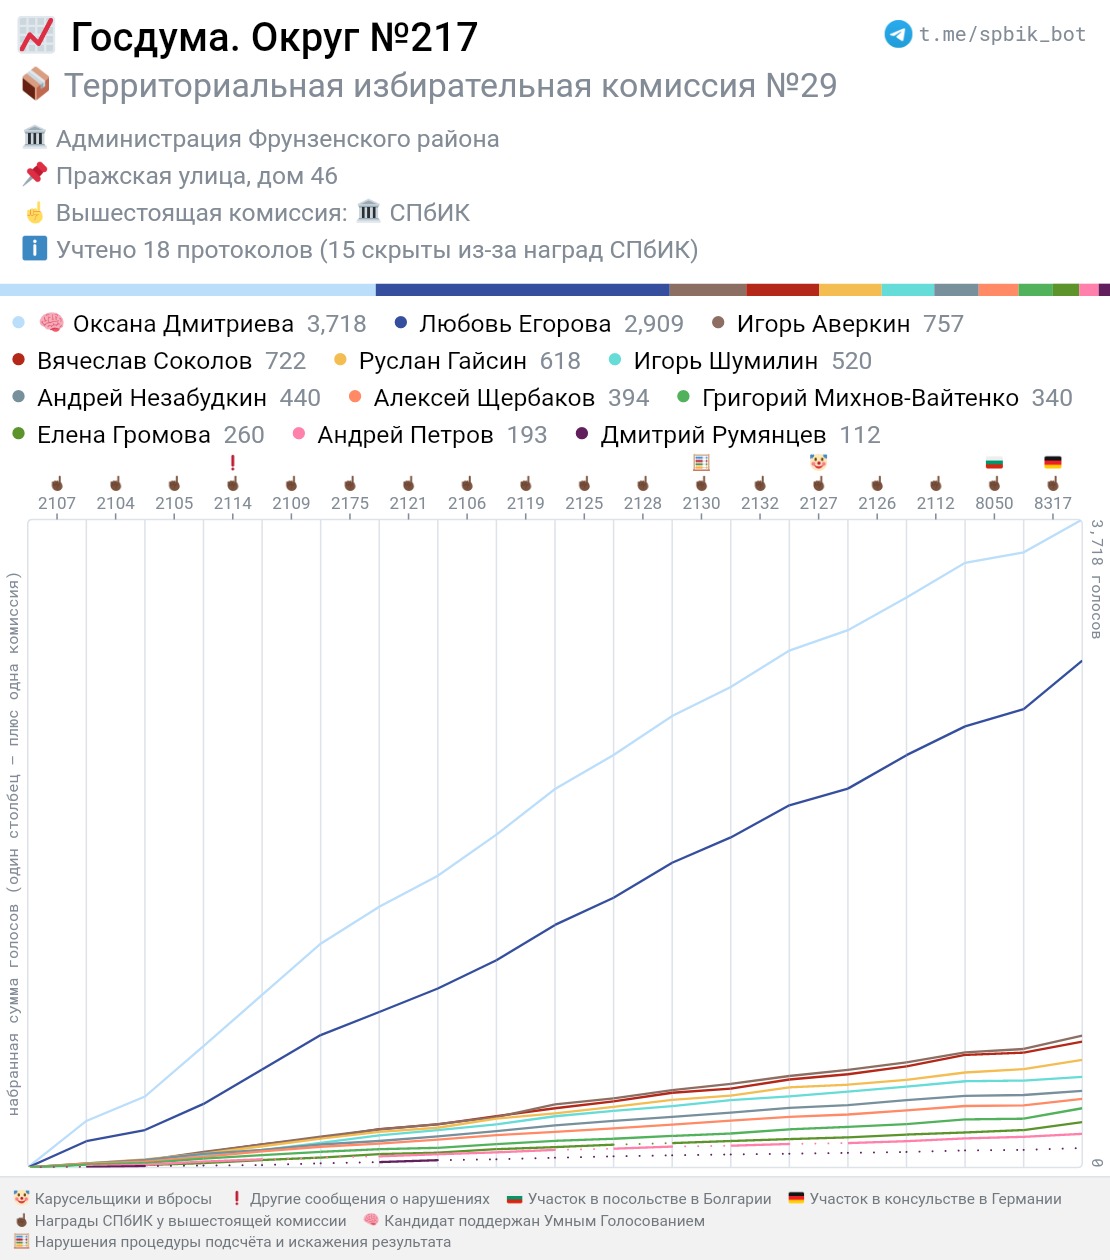 Госдума. Округ №217
t.me/spbik_bot
Территориальная избирательная комиссия №29
Администрация Фрунзенского района
Пражская улица, дом 46
Вышестоящая комиссия: СПбИК
Учтено 18 протоколов (15 скрыты из-за наград СПбИК)
Оксана Дмитриева 3,718 Любовь Егорова 2,909 Игорь Аверкин 757
Вячеслав Соколов 722 Руслан Гайсин 618 Игорь Шумилин 520
Андрей Незабудкин 440 Алексей Щербаков 394 Григорий Михнов-Вайтенко 340
Елена Громова 260 Андрей Петров 193 Дмитрий Румянцев 112
2107 2104 2105 2114 2109 2175 2121 2106 2119 2125 2128 2130 2132 2127 2126 2112 8050 8317
набранная сумма голосов (один столбец – плюс одна комиссия)
3,718 голосов
0
Карусельщики и вбросы Другие сообщения о нарушениях Участок в посольстве в Болгарии Участок в консульстве в Германии
Награды СПбИК у вышестоящей комиссии Кандидат поддержан Умным Голосованием
Нарушения процедуры подсчёта и искажения результата